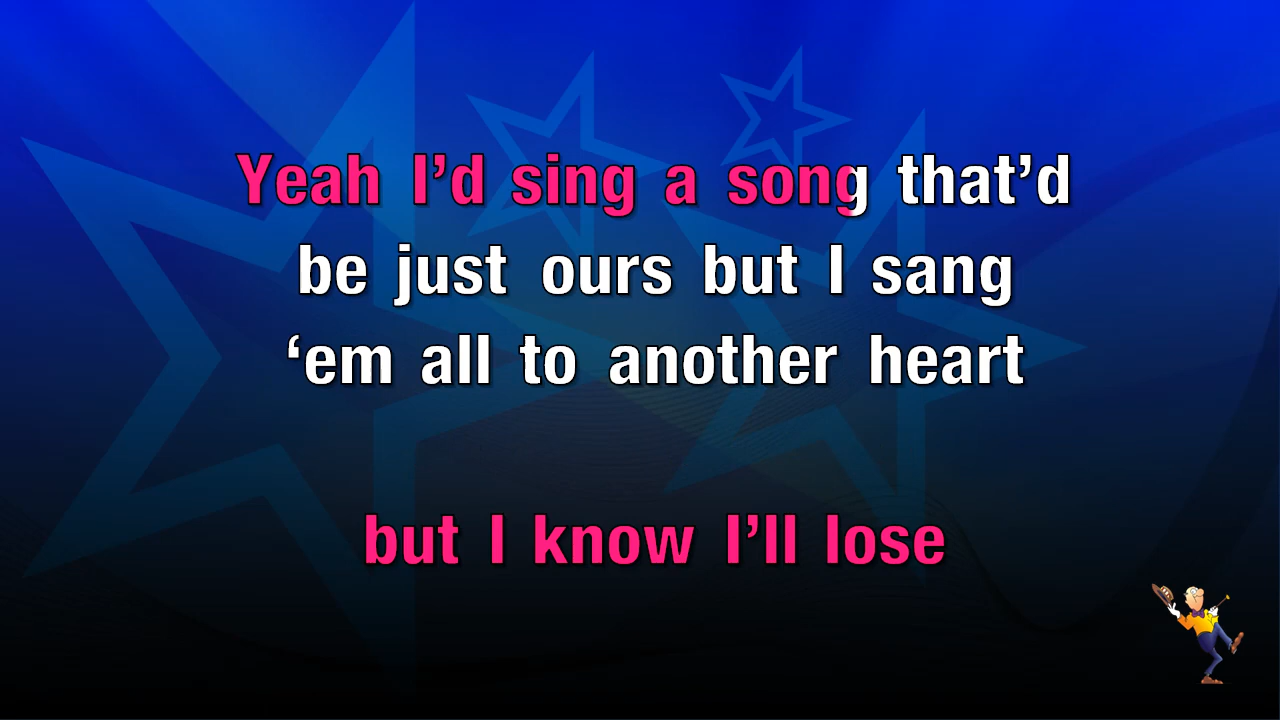 Yeah I’d sing a song that’d
be just ours but I sang
‘em all to another heart
but I know I’ll lose